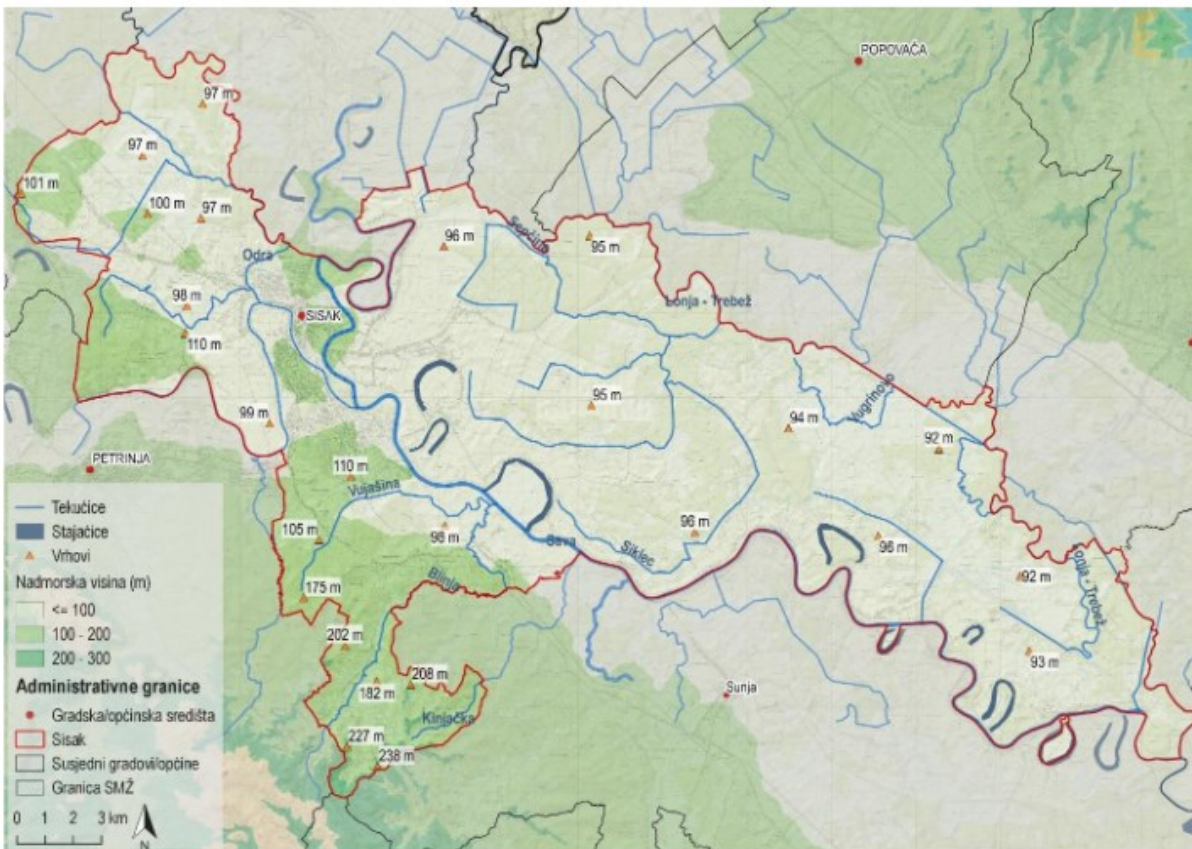 POPOVAČA
97 m
97 m
101 m
100 m
97 m
96 m
95 m
Odra
Lonja - Trebež
98 m
SISAK
110 m
95 m
Vugrinovo
94 m
99 m
92 m
PETRINJA
110 m
Vujašina
105 m
98 m
96 m
96 m
Sava
Siklec
Blinja
92 m
Lonja - Trebež
175 m
202 m
93 m
208 m
182 m
Sunja
Kinjačka
227 m
238 m
Tekućice
Stajaćice
Vrhovi
Nadmorska visina (m)
<= 100
100 - 200
200 - 300
Administrativne granice
Gradska/općinska središta
Sisak
Susjedni gradovi/općine
Granica SMŽ
0 1 2 3 km
N